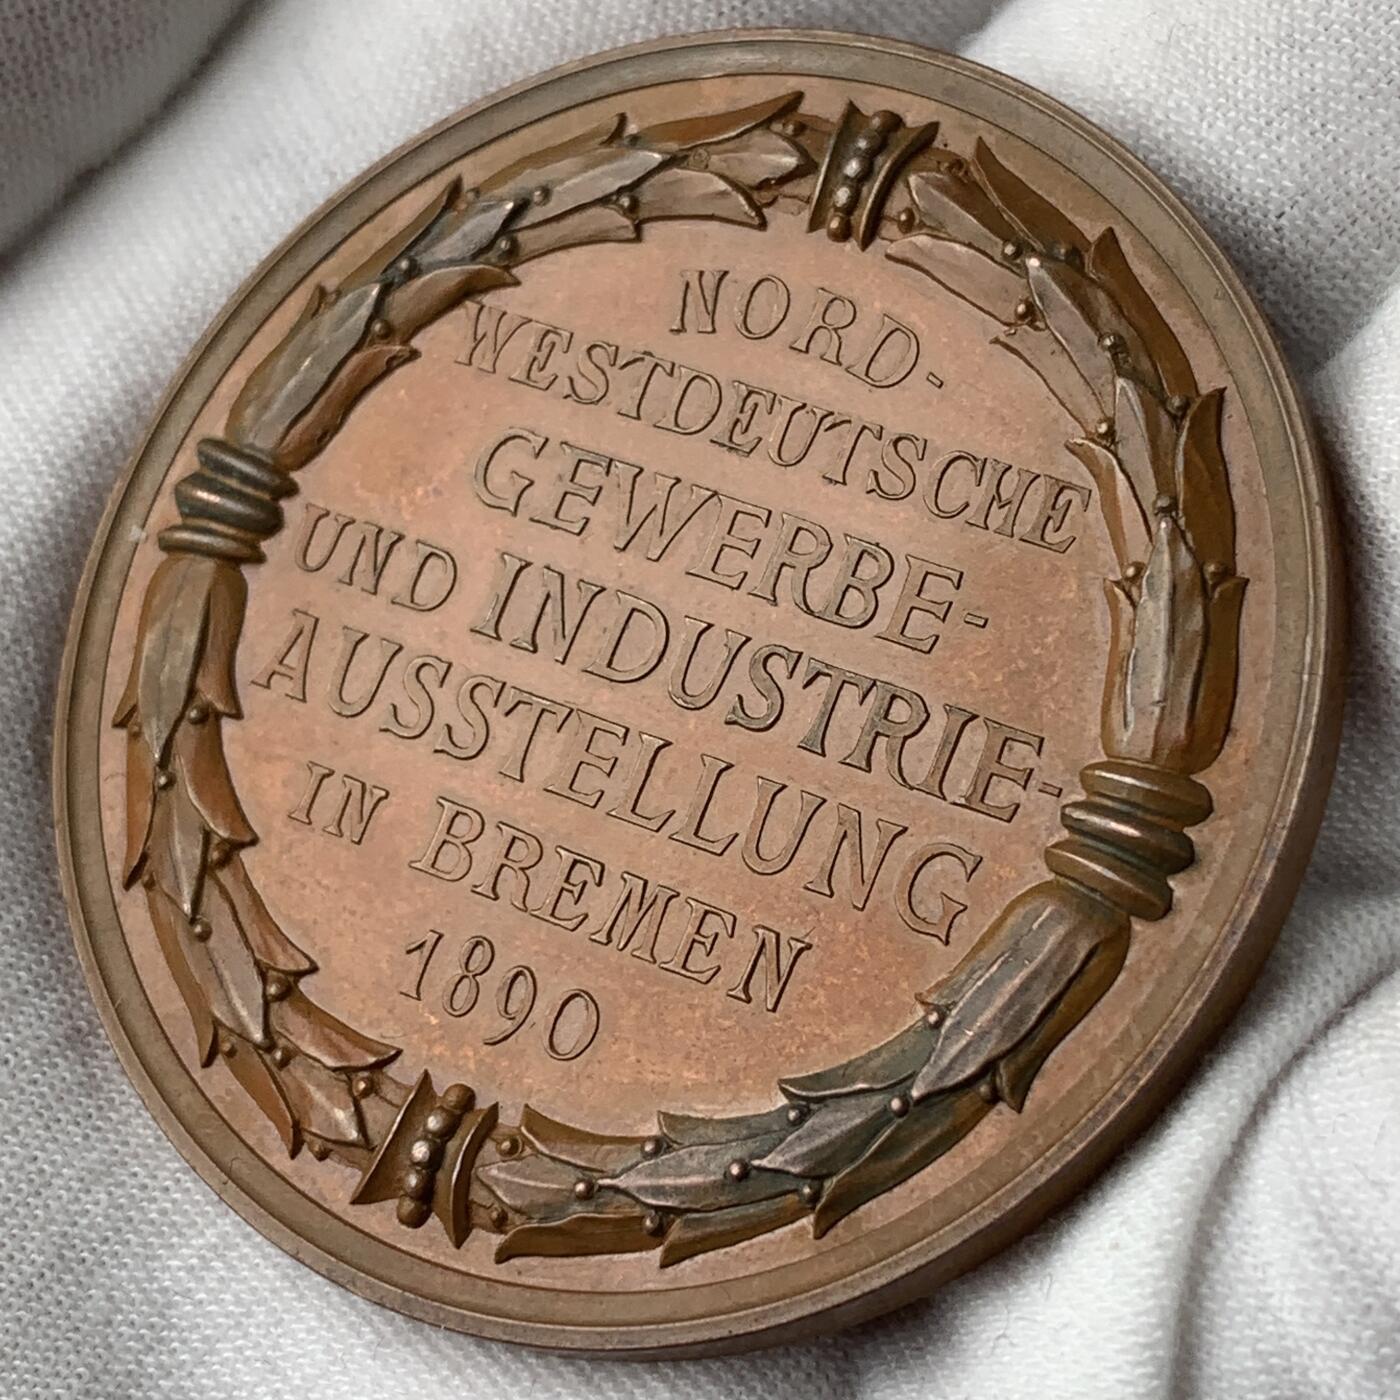 NORD-
WESTDEUTSCHE
GEWERBE-
UND INDUSTRIE-
AUSSTELLUNG
IN BREMEN
1890